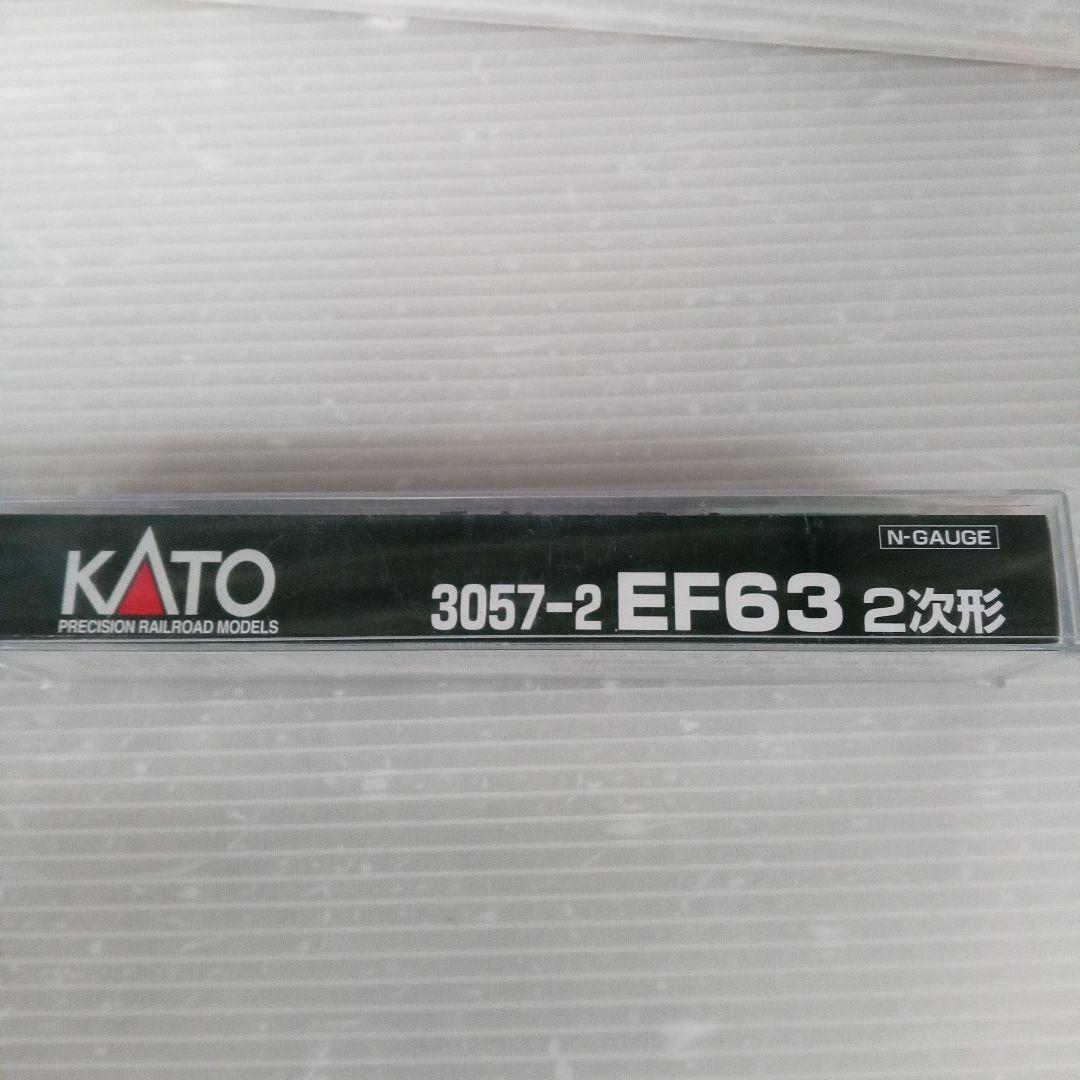 N-GAUGE
KATO
PRECISION RAILROAD MODELS
3057-2 EF63 2次形